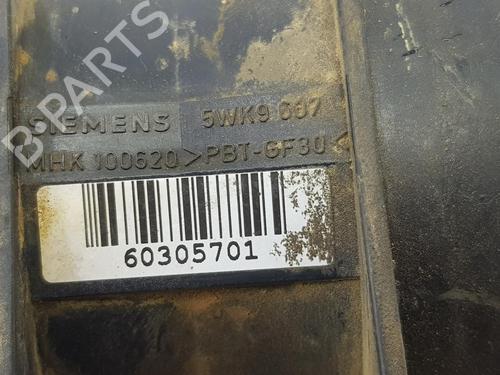 B-PARTS
SIEMENS 5WK9 607
MHK 100620 >PBT-GF30<
60305701